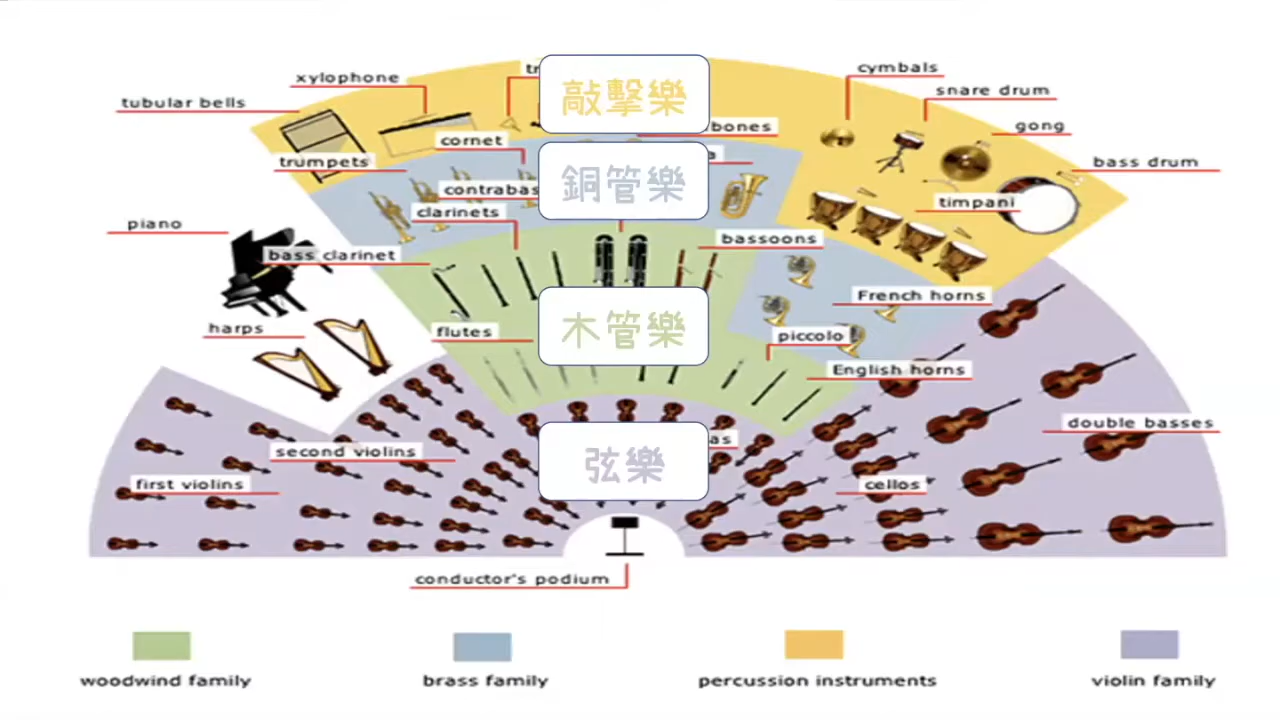 敲擊樂
銅管樂
木管樂
弦樂
cymbals
xylophone
snare drum
tubular bells
gong
cornet
trumpets
bass drum
clarinets
timpani
piano
bassoons
bass clarinet
French horns
harps
flutes
piccolo
English horns
double basses
second violins
first violins
cellos
conductor's podium
woodwind family
brass family
percussion instruments
violin family